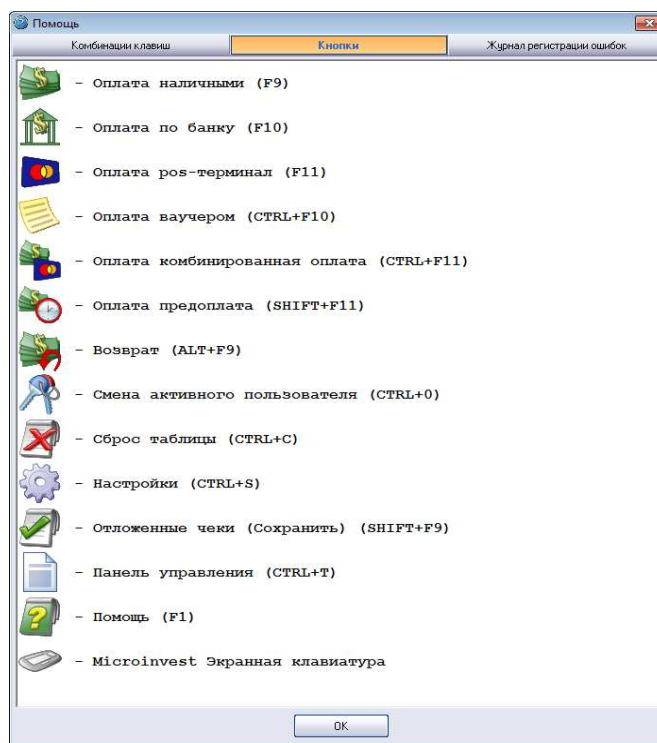 Помощь
Комбинации клавиш
Кнопки
Журнал регистрации ошибок
- Оплата наличными (F9)
- Оплата по банку (F10)
- Оплата pos-терминал (F11)
- Оплата ваучером (CTRL+F10)
- Оплата комбинированная оплата (CTRL+F11)
- Оплата предоплата (SHIFT+F11)
- Возврат (ALT+F9)
- Смена активного пользователя (CTRL+0)
- Сброс таблицы (CTRL+C)
- Настройки (CTRL+S)
- Отложенные чеки (Сохранить) (SHIFT+F9)
- Панель управления (CTRL+T)
- Помощь (F1)
- Microinvest Экранная клавиатура
OK